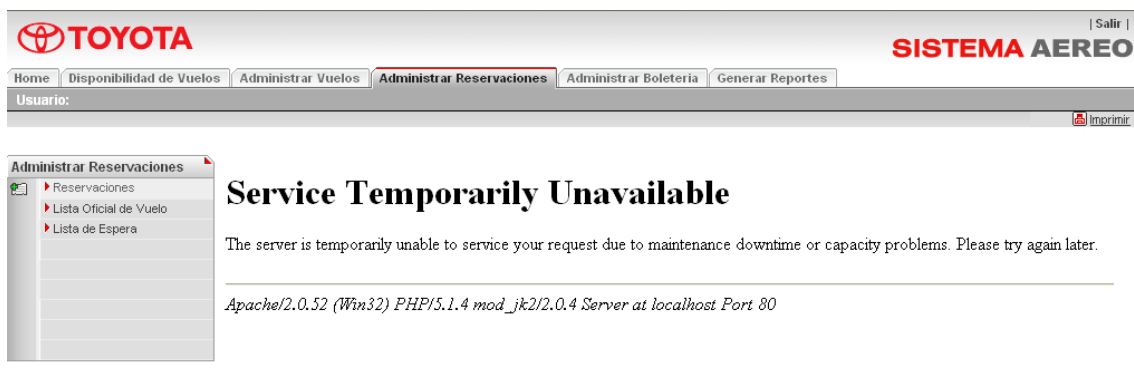 TOYOTA
| Salir |
SISTEMA AEREO
Home Disponibilidad de Vuelos Administrar Vuelos Administrar Reservaciones Administrar Boleteria Generar Reportes
Usuario:
Imprimir
Administrar Reservaciones
Reservaciones
Lista Oficial de Vuelo
Lista de Espera
Service Temporarily Unavailable
The server is temporarily unable to service your request due to maintenance downtime or capacity problems. Please try again later.
Apache/2.0.52 (Win32) PHP/5.1.4 mod_jk2/2.0.4 Server at localhost Port 80